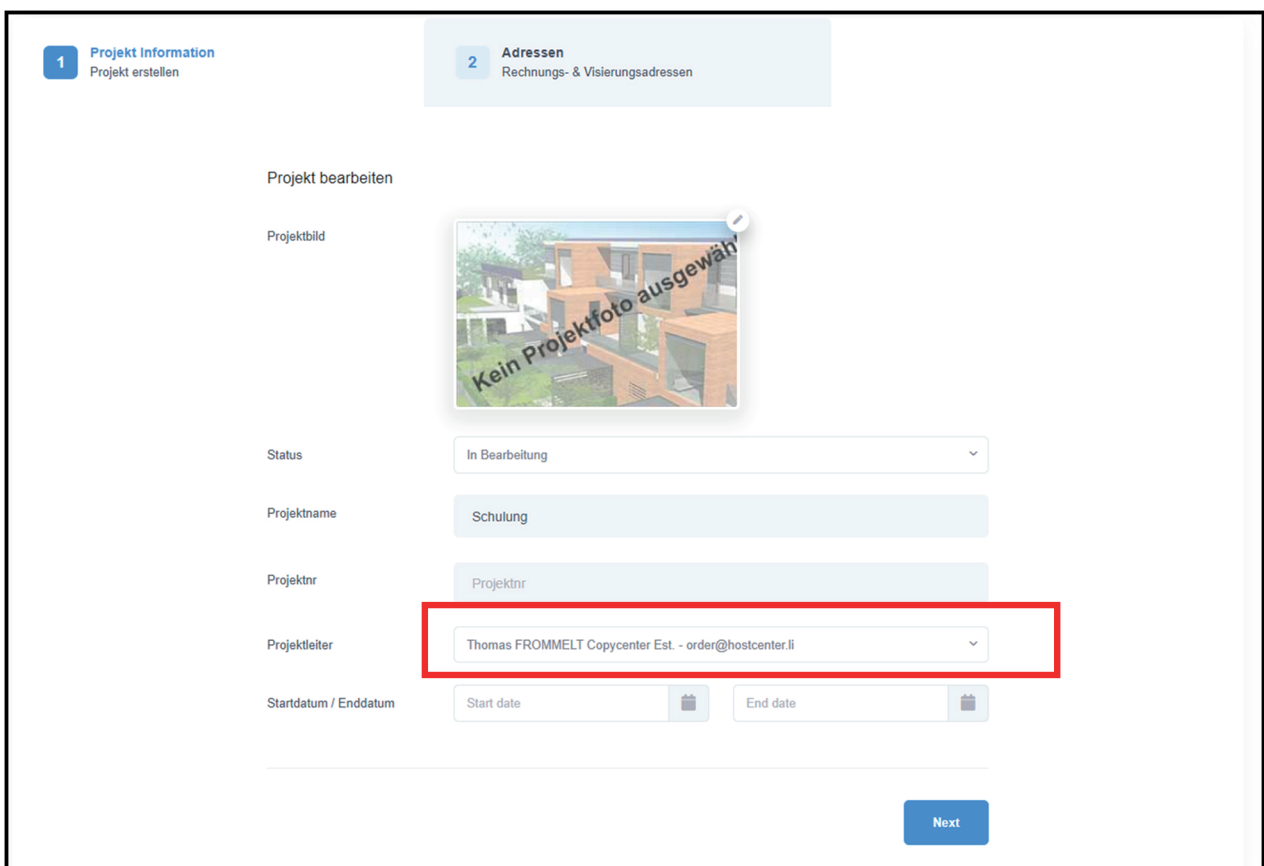 1
Projekt Information
Projekt erstellen
2
Adressen
Rechnungs- & Visierungsadressen
Projekt bearbeiten
Projektbild
Kein Projektfoto ausgewähl
Status
In Bearbeitung
Projektname
Schulung
Projektnr
Projektnr
Projektleiter
Thomas FROMMELT Copycenter Est. - order@hostcenter.li
Startdatum / Enddatum
Start date
End date
Next